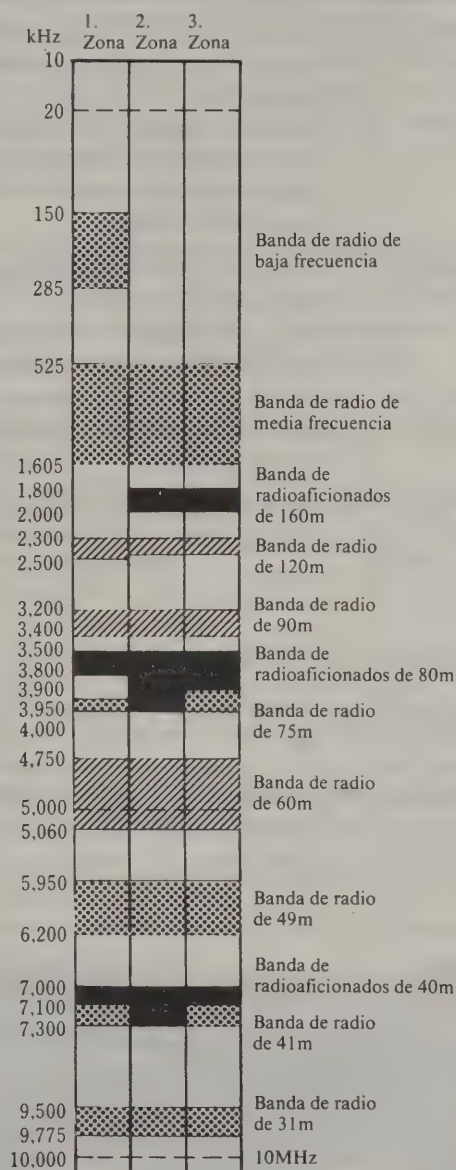 kHz
1. Zona
2. Zona
3. Zona
10
20
150
Banda de radio de
baja frecuencia
285
525
Banda de radio de
media frecuencia
1,605
Banda de
radioaficionados
de 160m
1,800
2,000
2,300
Banda de radio
de 120m
2,500
3,200
Banda de radio
de 90m
3,400
3,500
Banda de
radioaficionados de 80m
3,800
3,900
3,950
Banda de radio
de 75m
4,000
4,750
Banda de radio
de 60m
5,000
5,060
5,950
Banda de radio
de 49m
6,200
Banda de
radioaficionados de 40m
7,000
7,100
7,300
Banda de radio
de 41m
9,500
Banda de radio
de 31m
9,775
10,000
10MHz